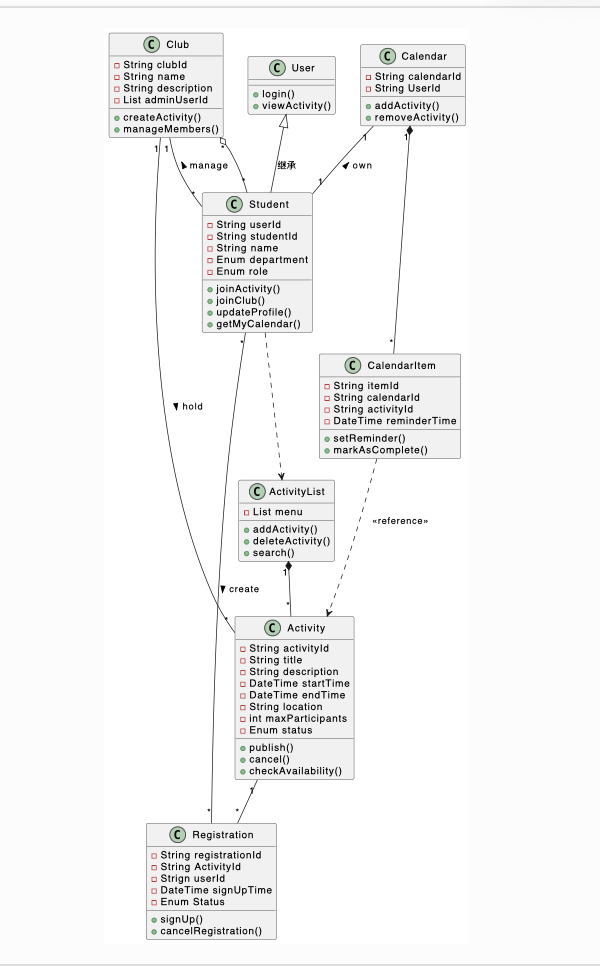 C Club
String clubId
String name
String description
List adminUserId
createActivity()
manageMembers()
C User
login()
viewActivity()
C Calendar
String calendarId
String UserId
addActivity()
removeActivity()
1 1
*
1
1
manage
继承
own
*
*
1
C Student
String userId
String studentId
String name
Enum department
Enum role
joinActivity()
joinClub()
updateProfile()
getMyCalendar()
*
*
C CalendarItem
String itemId
String calendarId
String activityId
DateTime reminderTime
setReminder()
markAsComplete()
hold
C ActivityList
List menu
addActivity()
deleteActivity()
search()
«reference»
1
create
*
*
C Activity
String activityId
String title
String description
DateTime startTime
DateTime endTime
String location
int maxParticipants
Enum status
publish()
cancel()
checkAvailability()
1
*
*
C Registration
String registrationId
String ActivityId
Strign userId
DateTime signUpTime
Enum Status
signUp()
cancelRegistration()